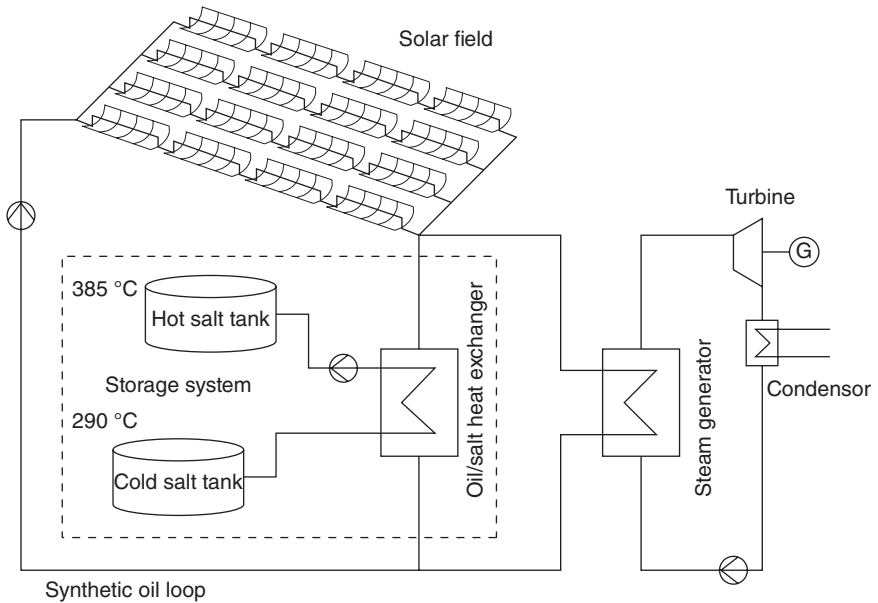 Solar field
Turbine
G
385 °C
Hot salt tank
Storage system
290 °C
Cold salt tank
Oil/salt heat exchanger
Steam generator
Condensor
Synthetic oil loop